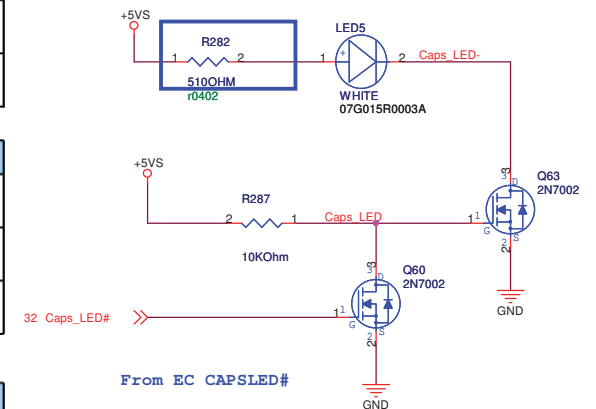 +5VS
LED5
R282
1 2
1 + 2
Caps_LED-
510OHM
r0402
WHITE
07G015R0003A
+5VS
3 D
Q63
2N7002
R287
2 1
Caps_LED
1 1
G
S
2
10KOhm
3 D
Q60
2N7002
GND
32 Caps_LED#
1 1
G
S
2
From EC CAPSLED#
GND